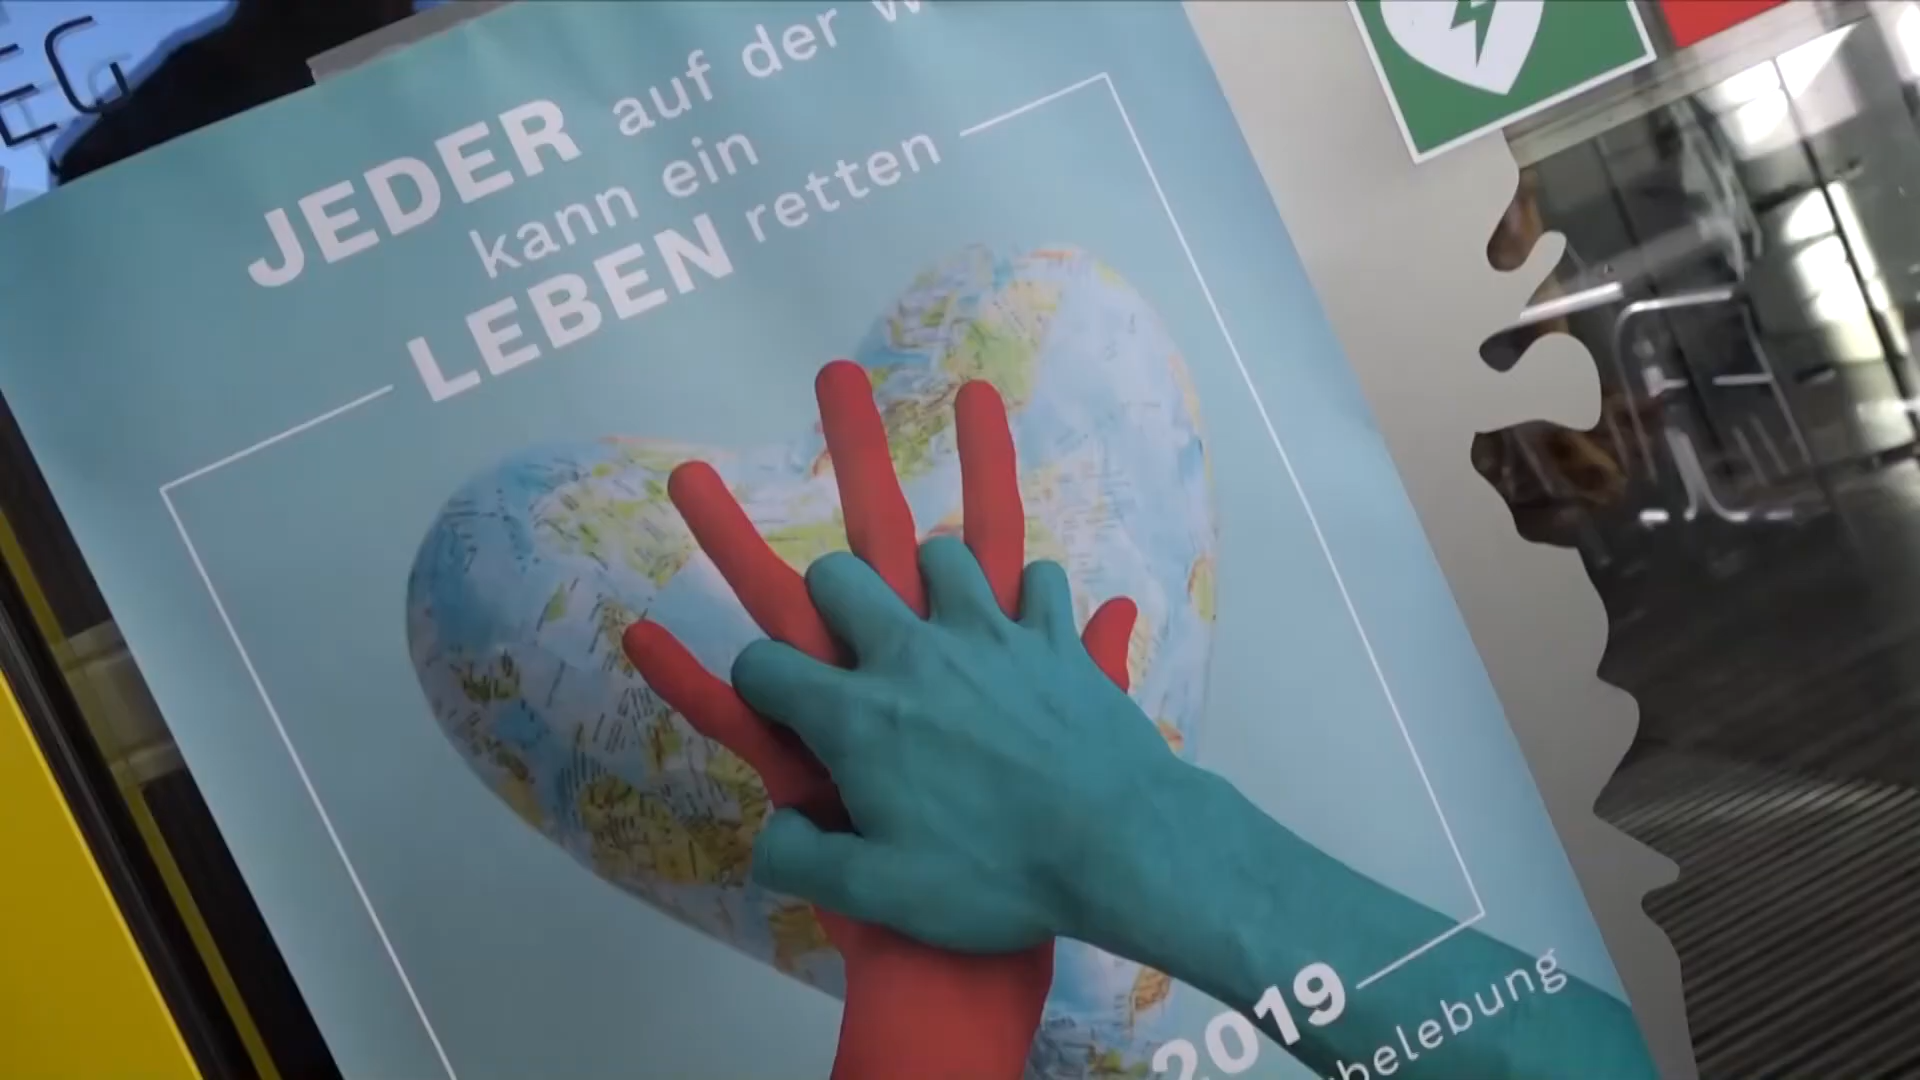 EG
JEDER auf der
kann ein
LEBEN retten
2019
belebung